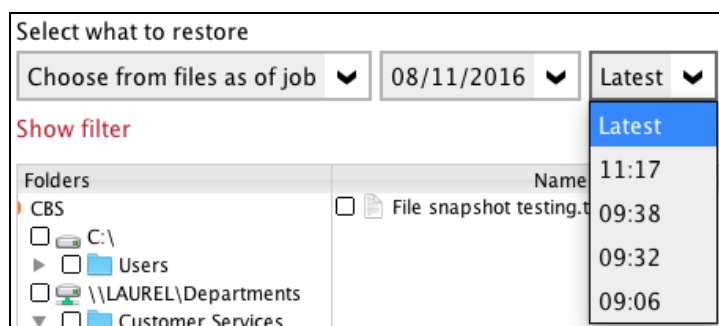 Select what to restore
Choose from files as of job 08/11/2016 Latest
Show filter
Latest
11:17
09:38
09:32
09:06
Folders Name
CBS File snapshot testing.t
C:\
Users
\\LAUREL\Departments
Customer Services